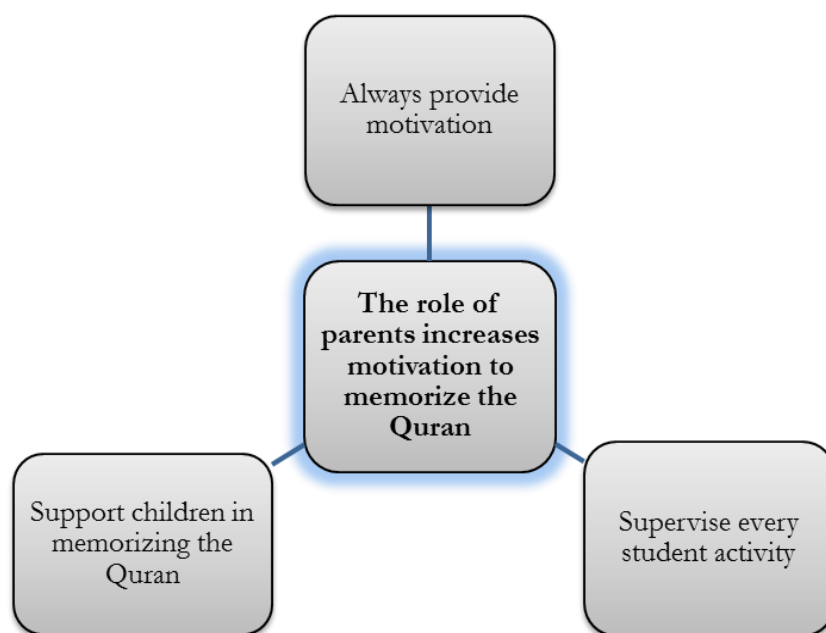 Always provide
motivation
The role of
parents increases
motivation to
memorize the
Quran
Support children in
memorizing the
Quran
Supervise every
student activity